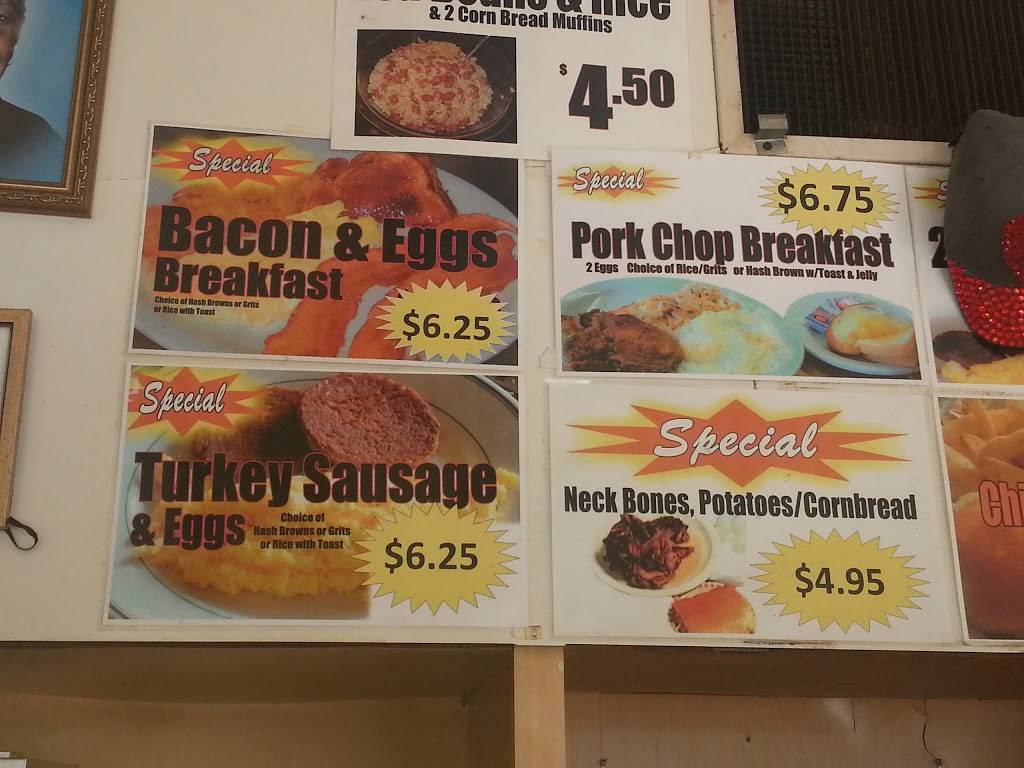 & Rice
& 2 Corn Bread Muffins
$4.50
Special
Bacon & Eggs
Breakfast
Choice of Hash Browns or Grits
or Rice with Toast
$6.25
Special
$6.75
Pork Chop Breakfast
2 Eggs Choice of Rice/Grits or Hash Brown w/Toast & Jelly
2
Special
Turkey Sausage
& Eggs
Choice of
Hash Browns or Grits
or Rice with Toast
$6.25
Special
Neck Bones, Potatoes/Cornbread
$4.95
Chi